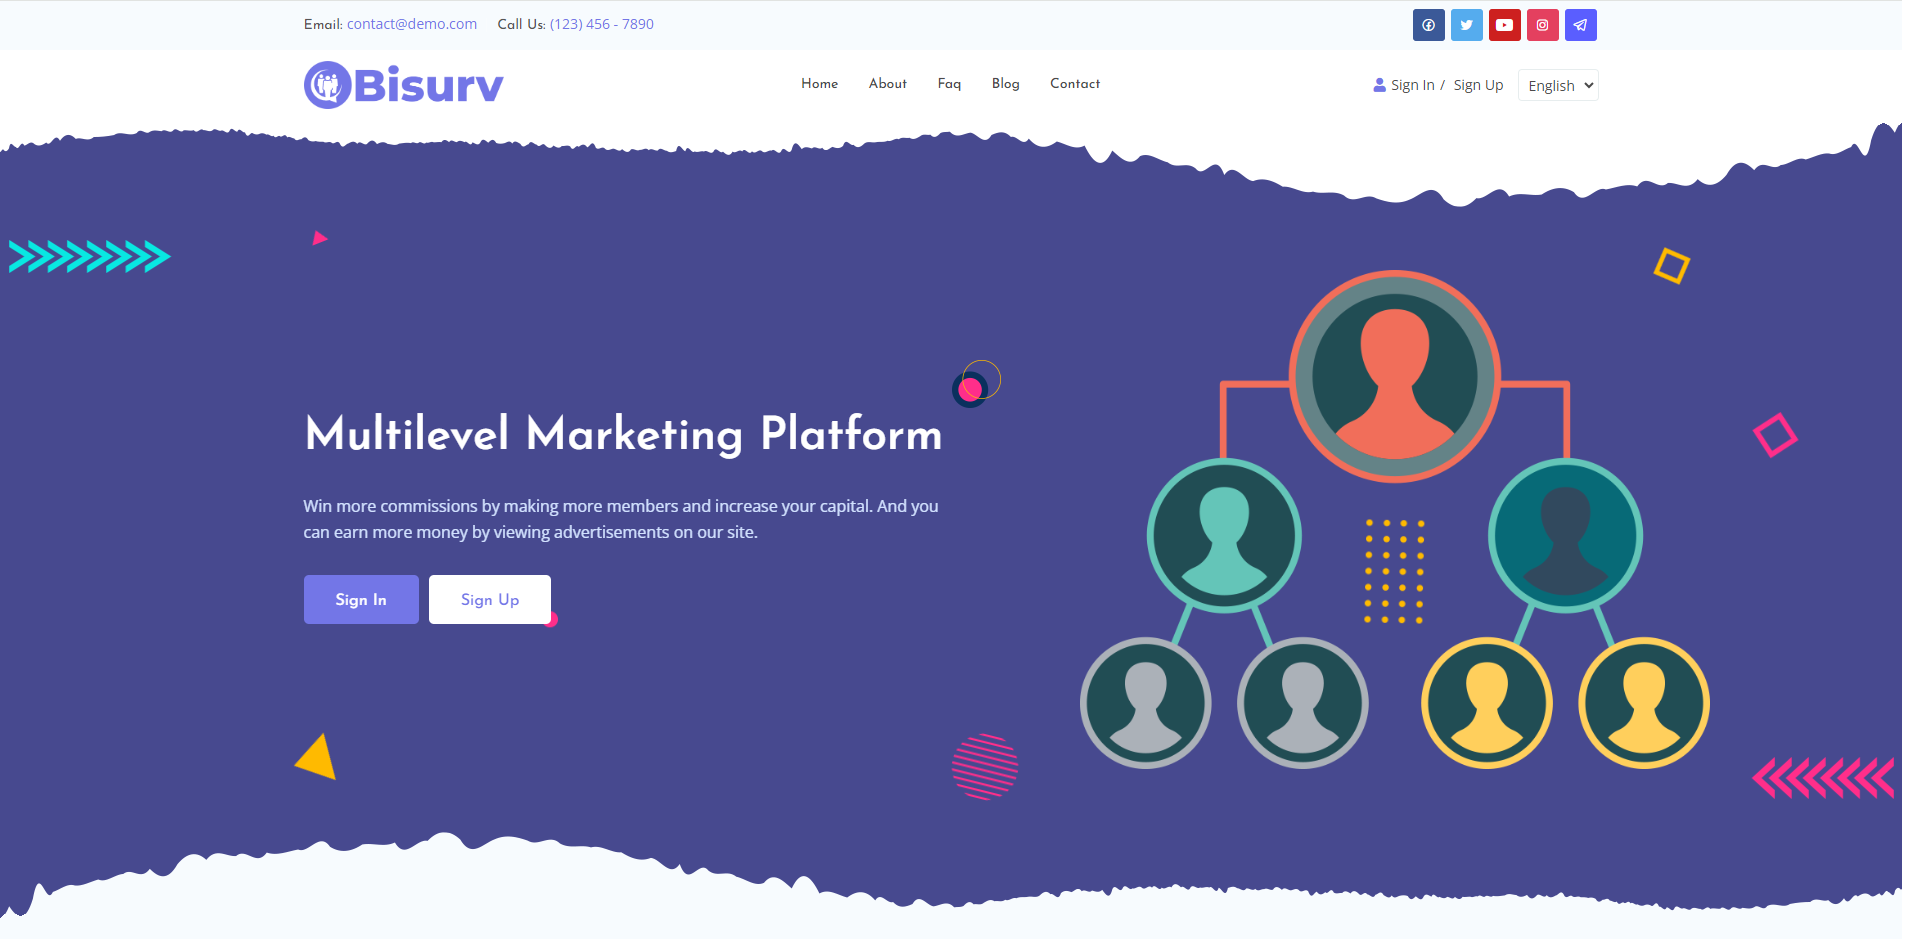 Email: contact@demo.com Call Us: (123) 456 - 7890
Bisurv
Home About Faq Blog Contact
Sign In / Sign Up English
Multilevel Marketing Platform
Win more commissions by making more members and increase your capital. And you
can earn more money by viewing advertisements on our site.
Sign In Sign Up